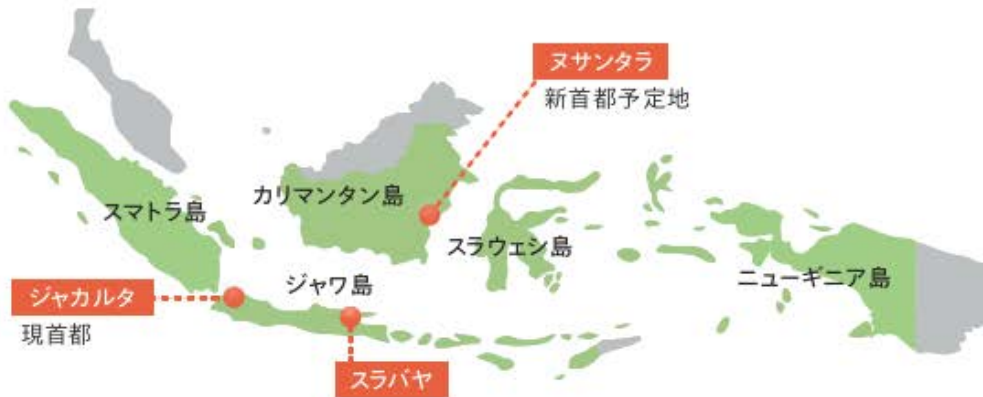 ヌサンタラ
新首都予定地
カリマンタン島
スマトラ島
スラウェシ島
ニューギニア島
ジャワ島
ジャカルタ
現首都
スラバヤ